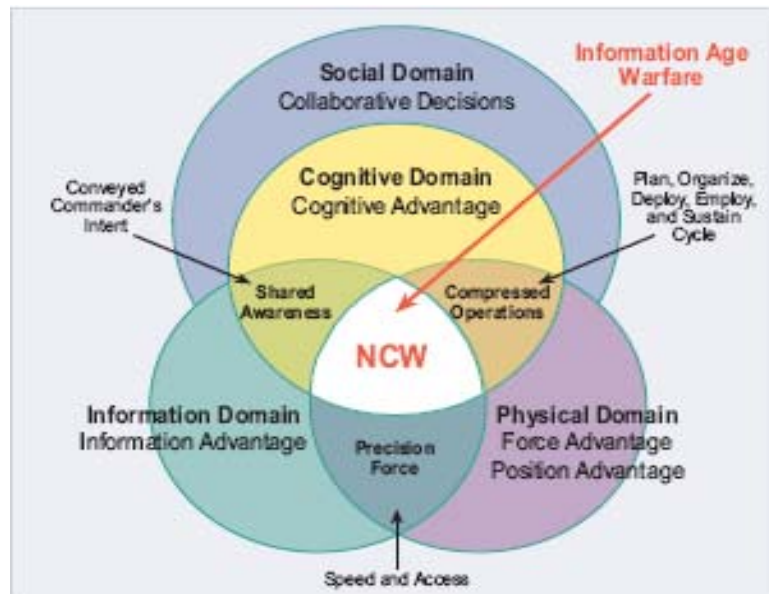 Information Age
Warfare
Social Domain
Collaborative Decisions
Cognitive Domain
Cognitive Advantage
Conveyed
Commander's
Intent
Plan, Organize,
Deploy, Employ,
and Sustain
Cycle
Shared
Awareness
Compressed
Operations
NCW
Information Domain
Information Advantage
Physical Domain
Force Advantage
Position Advantage
Precision
Force
Speed and Access